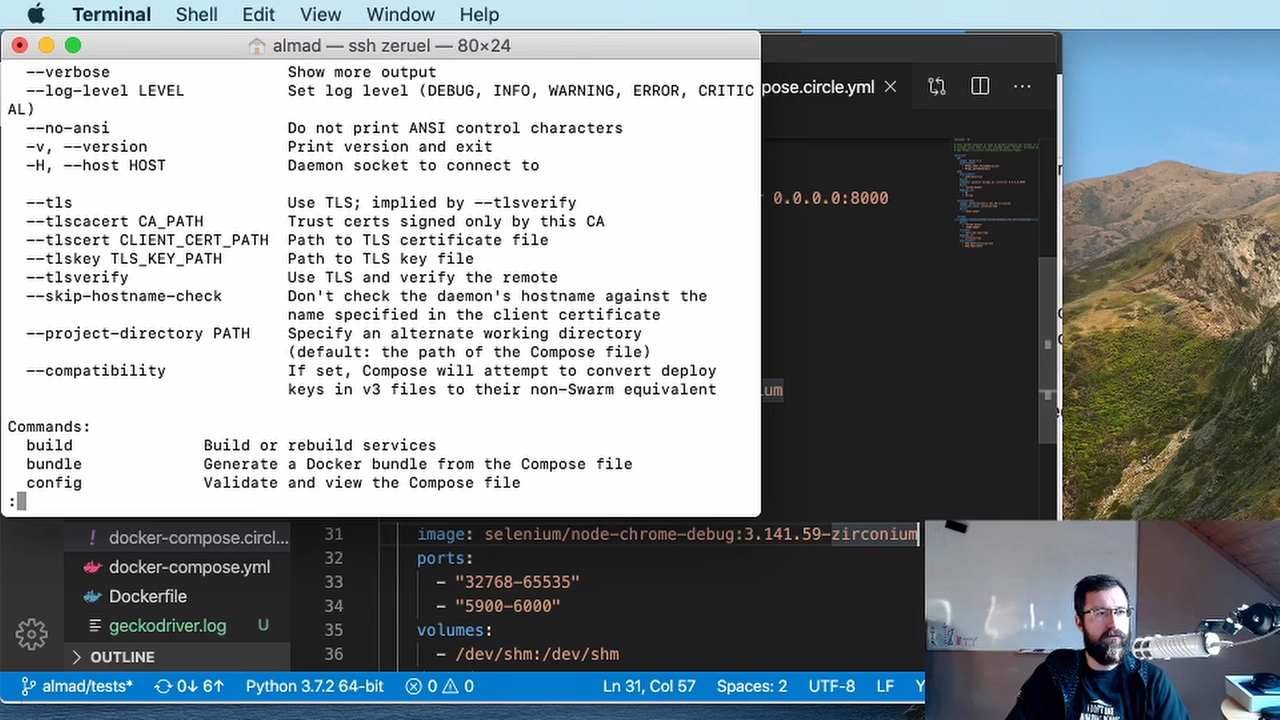 Terminal Shell Edit View Window Help
almad — ssh zeruel — 80×24
--verbose Show more output
--log-level LEVEL Set log level (DEBUG, INFO, WARNING, ERROR, CRITIC
AL)
--no-ansi Do not print ANSI control characters
-v, --version Print version and exit
-H, --host HOST Daemon socket to connect to
--tls Use TLS; implied by --tlsverify
--tlscacert CA_PATH Trust certs signed only by this CA
--tlscert CLIENT_CERT_PATH Path to TLS certificate file
--tlskey TLS_KEY_PATH Path to TLS key file
--tlsverify Use TLS and verify the remote
--skip-hostname-check Don't check the daemon's hostname against the
name specified in the client certificate
--project-directory PATH Specify an alternate working directory
(default: the path of the Compose file)
--compatibility If set, Compose will attempt to convert deploy
keys in v3 files to their non-Swarm equivalent
Commands:
build Build or rebuild services
bundle Generate a Docker bundle from the Compose file
config Validate and view the Compose file
:
pose.circle.yml
0.0.0.0:8000
ium
docker-compose.circl...
docker-compose.yml
Dockerfile
geckodriver.log U
OUTLINE
31 image: selenium/node-chrome-debug:3.141.59-zirconium
32 ports:
33 - "32768-65535"
34 - "5900-6000"
35 volumes:
36 - /dev/shm:/dev/shm
almad/tests* 0↓ 6↑ Python 3.7.2 64-bit 0 0 Ln 31, Col 57 Spaces: 2 UTF-8 LF Y